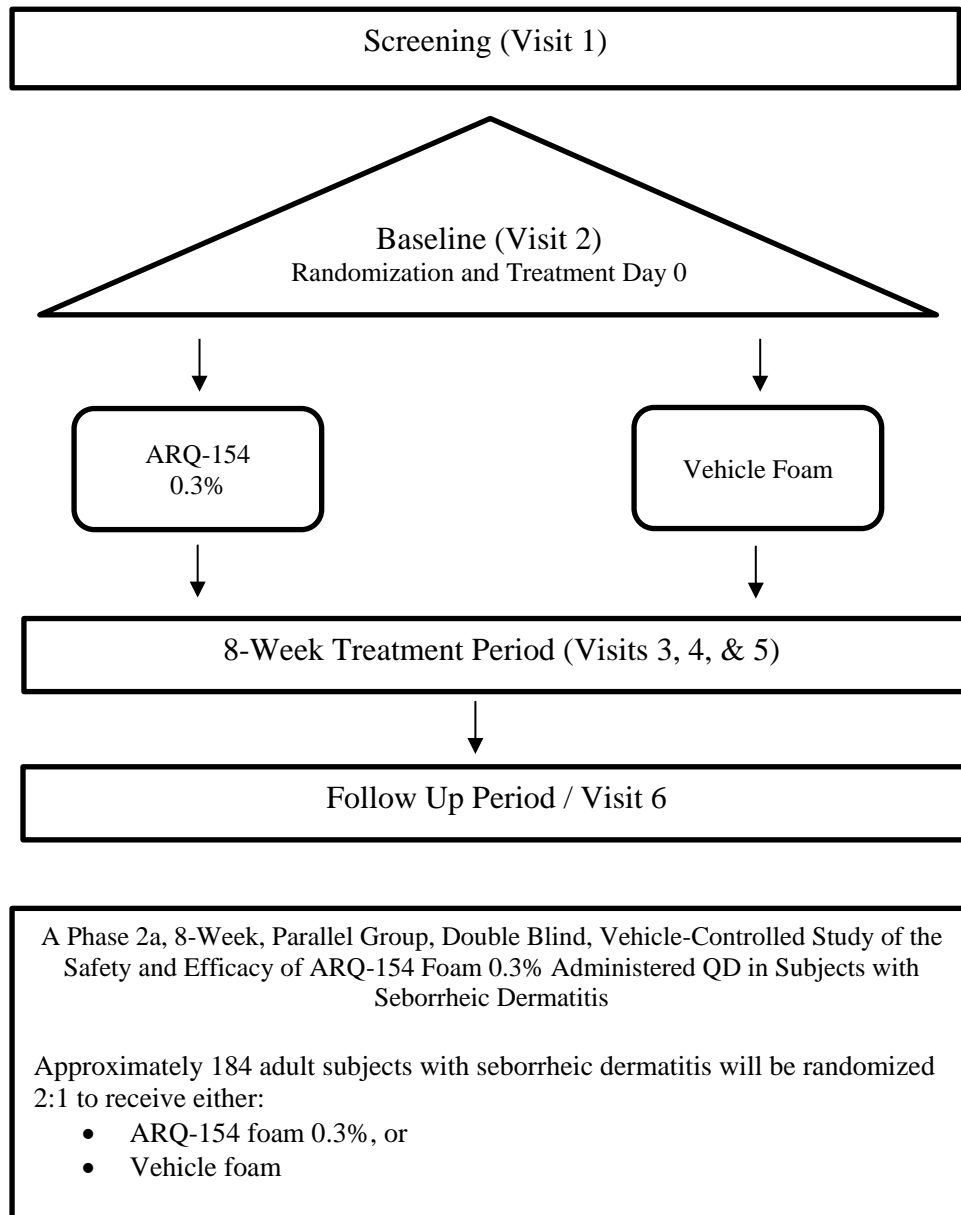 Screening (Visit 1)
Baseline (Visit 2)
Randomization and Treatment Day 0
ARQ-154
0.3%
Vehicle Foam
8-Week Treatment Period (Visits 3, 4, & 5)
Follow Up Period / Visit 6
A Phase 2a, 8-Week, Parallel Group, Double Blind, Vehicle-Controlled Study of the
Safety and Efficacy of ARQ-154 Foam 0.3% Administered QD in Subjects with
Seborrheic Dermatitis
Approximately 184 adult subjects with seborrheic dermatitis will be randomized
2:1 to receive either:
• ARQ-154 foam 0.3%, or
• Vehicle foam